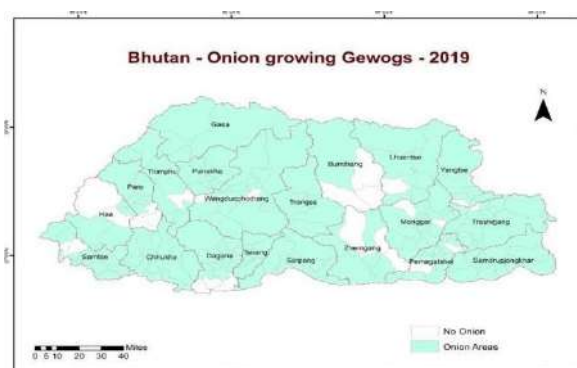 Bhutan - Onion growing Gewogs - 2019
N
Gasa
Bumthang
Lhuentse
Thimphu
Punakha
Yangtse
Paro
Wangduephodrang
Trongsa
Haa
Monggar
Trashigang
Zhemgang
Samtse
Chhukha
Dagana
Tsirang
Sarpang
Pemagatshel
Samdrupjongkhar
Miles
0 5 10 20 30 40
No Onion
Onion Areas